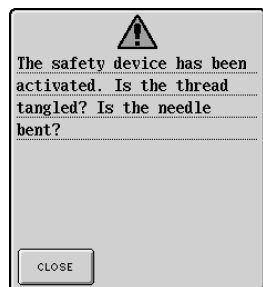 The safety device has been
activated. Is the thread
tangled? Is the needle
bent?
CLOSE